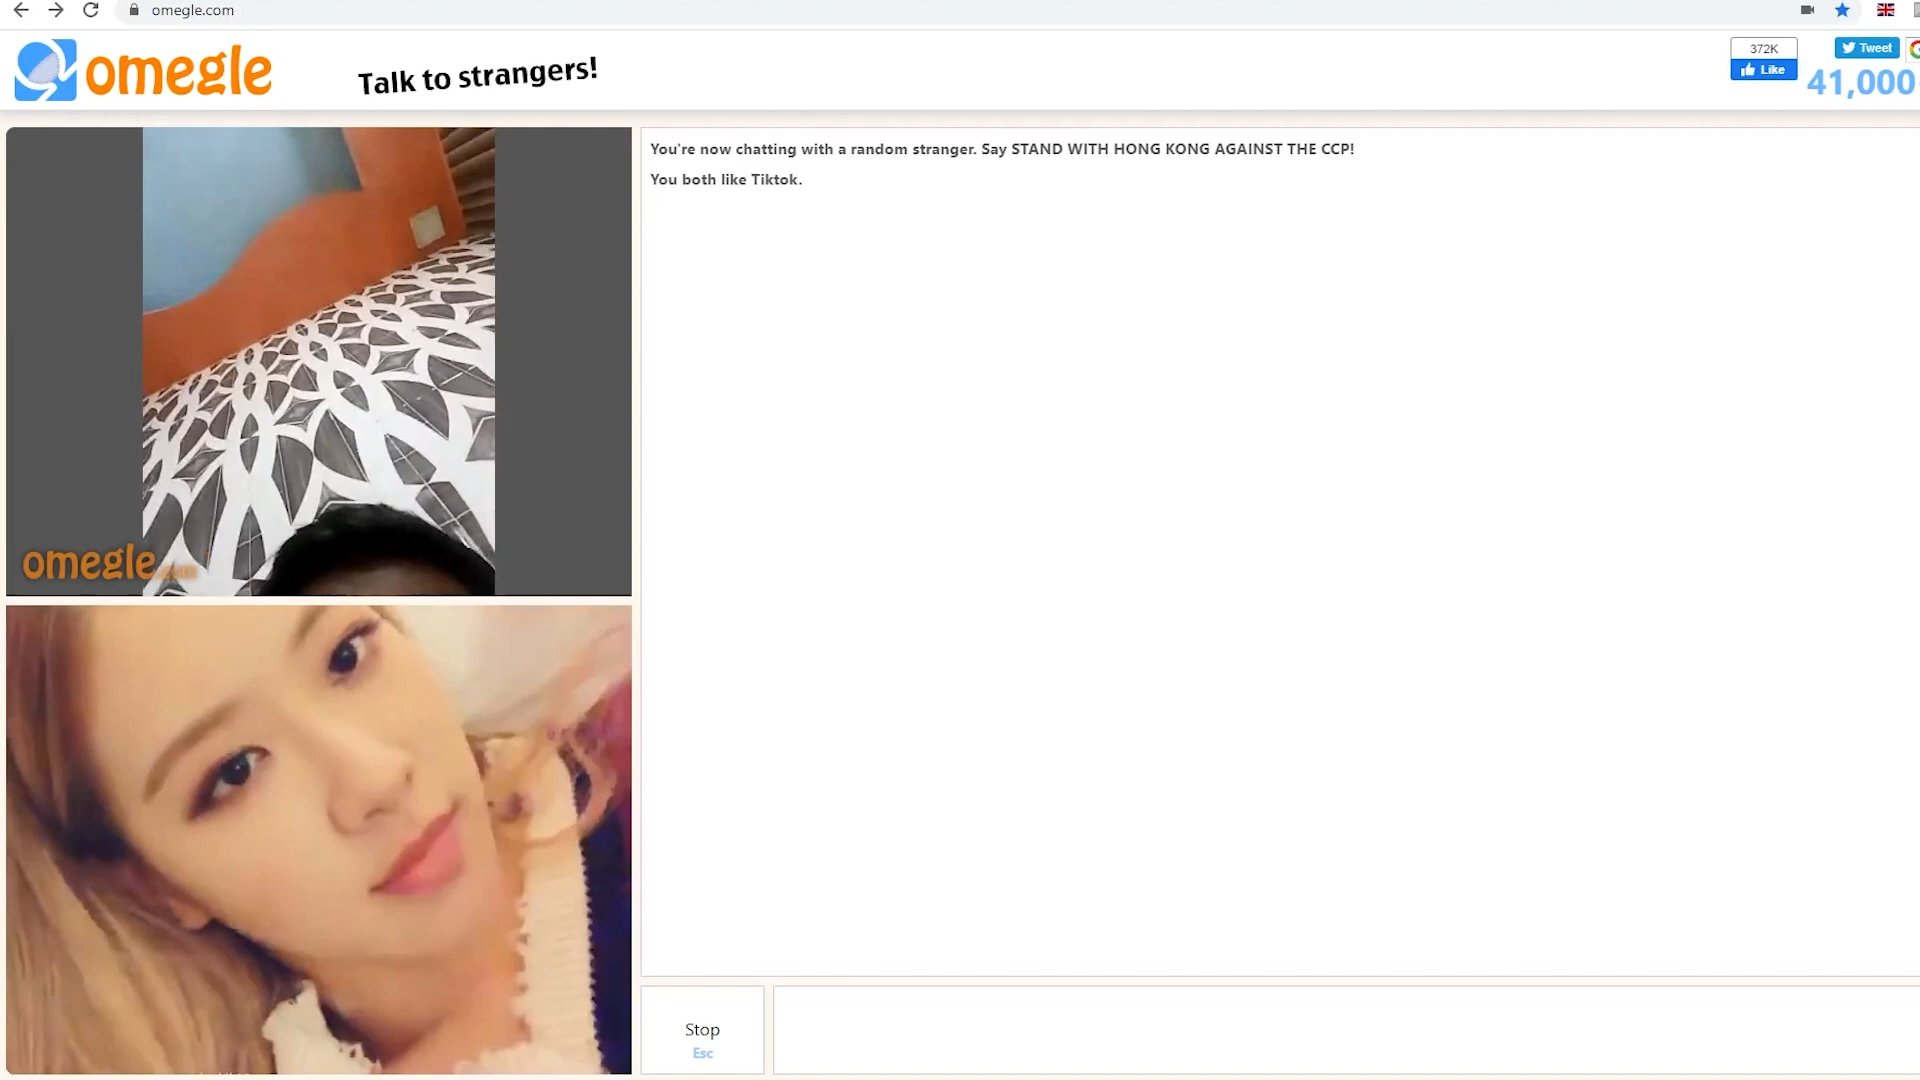 omegle.com
omegle
Talk to strangers!
372K
Like
Tweet
41,000
You're now chatting with a random stranger. Say STAND WITH HONG KONG AGAINST THE CCP!
You both like Tiktok.
omegle
Stop
Esc